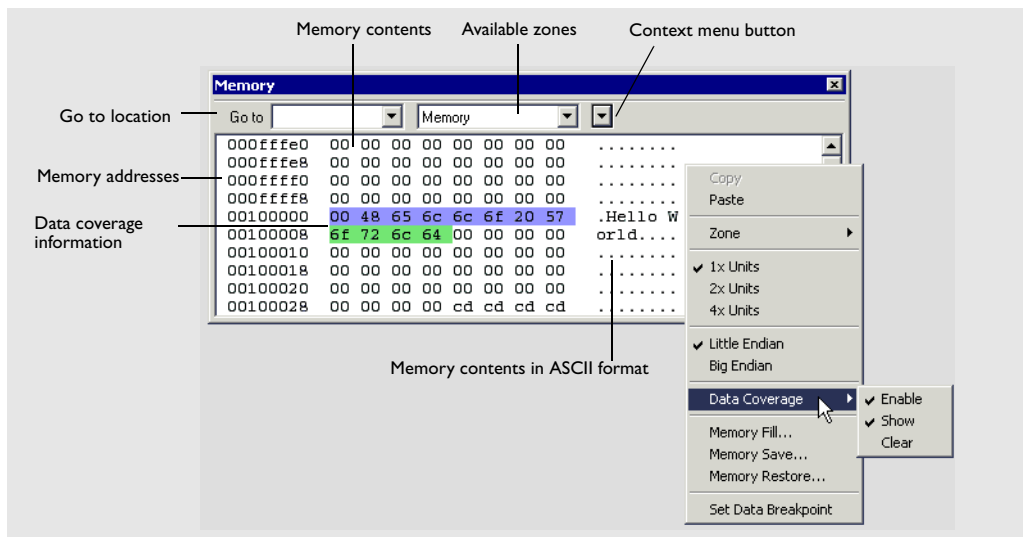 Memory contents Available zones Context menu button
Memory
Go to location Go to Memory
000fffe0 00 00 00 00 00 00 00 00 ........
000fffe8 00 00 00 00 00 00 00 00 ........
Memory addresses 000ffff0 00 00 00 00 00 00 00 00 ........
000ffff8 00 00 00 00 00 00 00 00 ........
Data coverage information
00100000 00 48 65 6c 6c 6f 20 57 .Hello W
00100008 6f 72 6c 64 00 00 00 00 orld....
00100010 00 00 00 00 00 00 00 00 ........
00100018 00 00 00 00 00 00 00 00 ........
00100020 00 00 00 00 00 00 00 00 ........
00100028 00 00 00 00 cd cd cd cd ........
Memory contents in ASCII format
Copy
Paste
Zone
1x Units
2x Units
4x Units
Little Endian
Big Endian
Data Coverage
Enable
Show
Clear
Memory Fill...
Memory Save...
Memory Restore...
Set Data Breakpoint